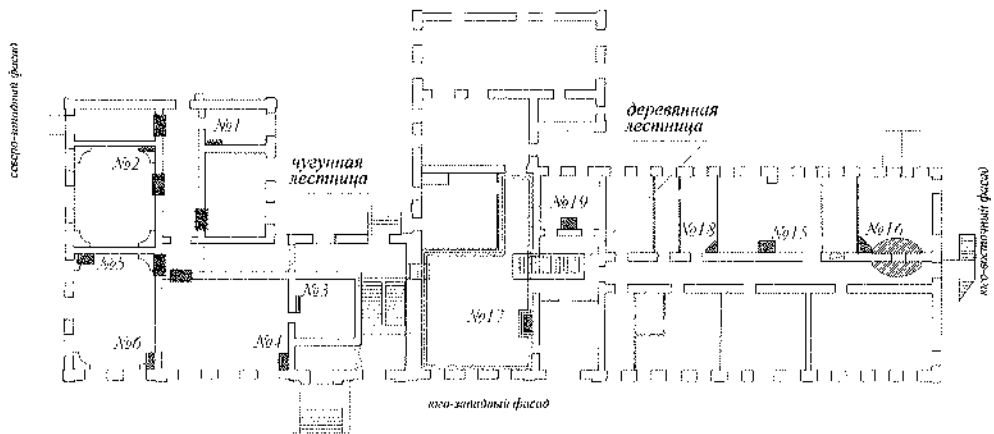 северо-западный фасад
№1
№2
чугунная
лестница
деревянная
лестница
№19
№18
№15
№16
юго-восточный фасад
№5
№3
№17
№6
№4
юго-западный фасад